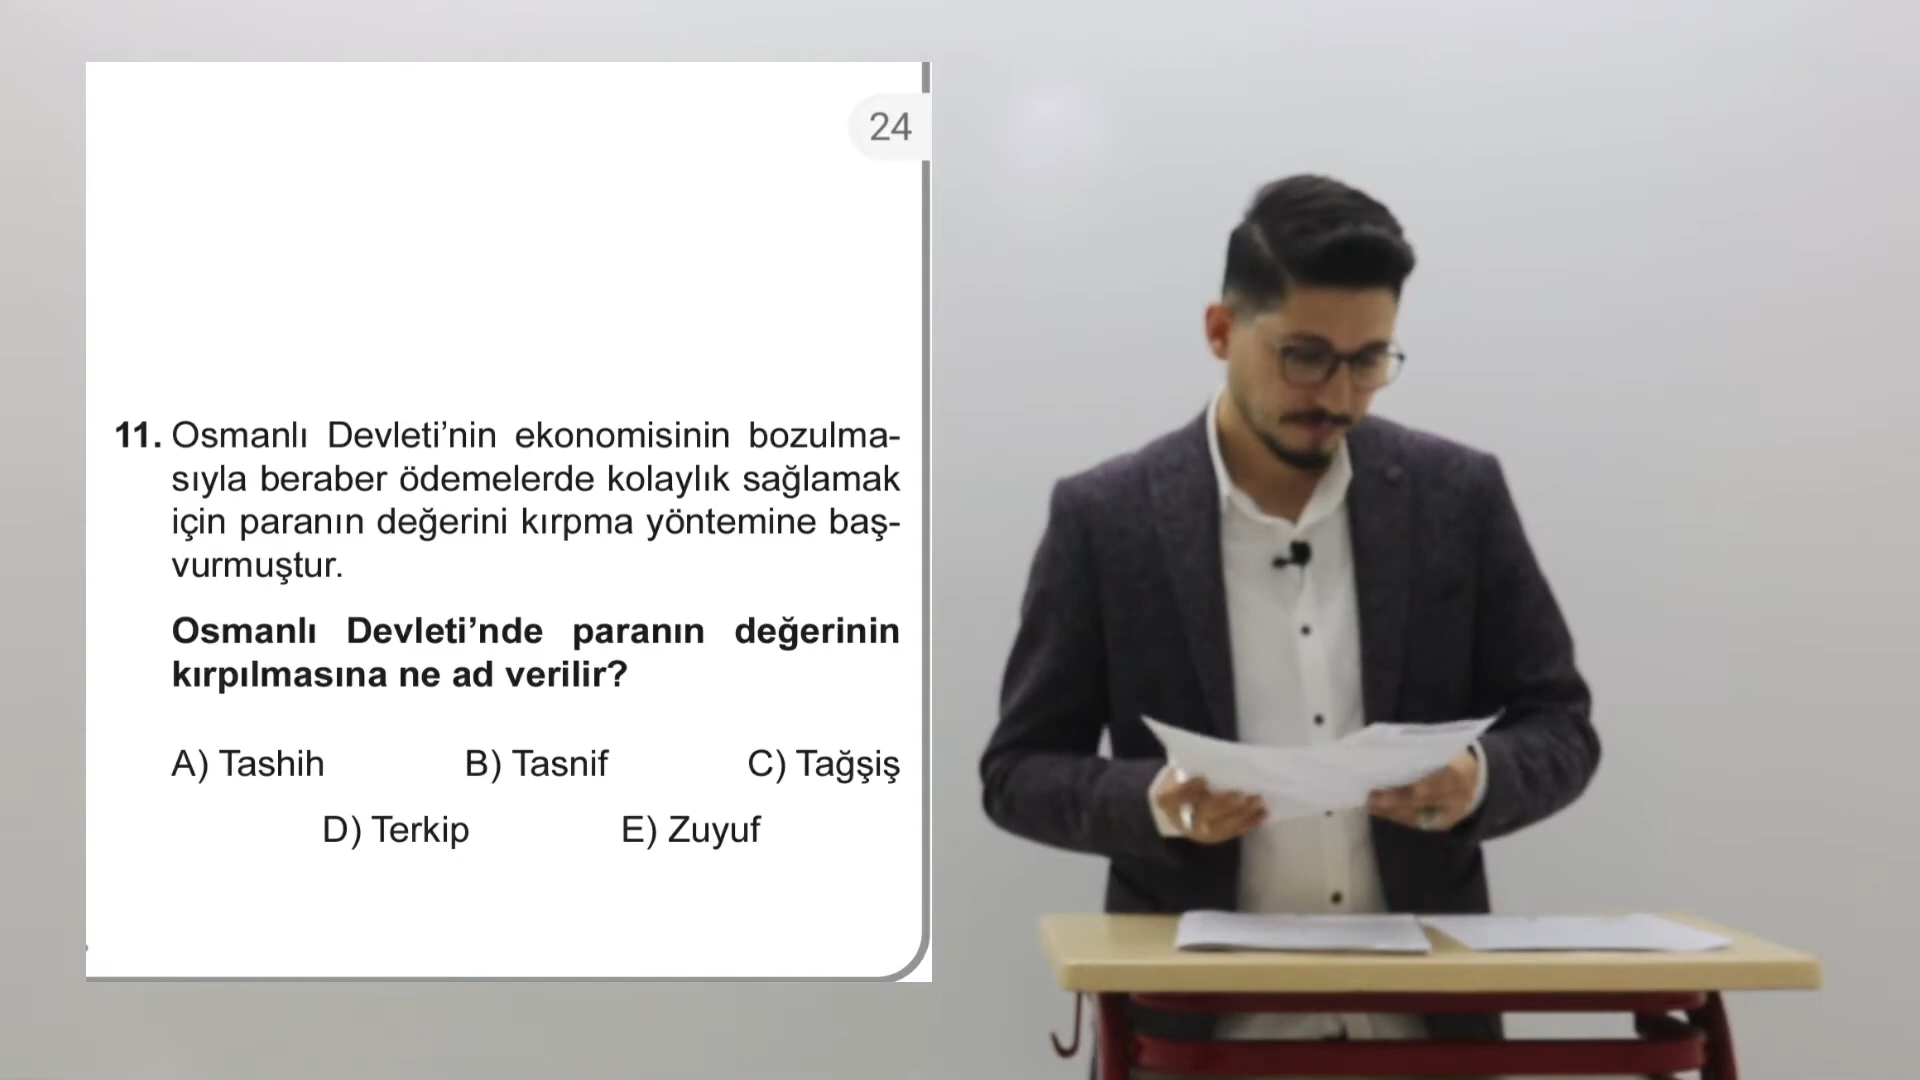 24
11. Osmanlı Devleti’nin ekonomisinin bozulma-
sıyla beraber ödemelerde kolaylık sağlamak
için paranın değerini kırpma yöntemine baş-
vurmuştur.
Osmanlı Devleti’nde paranın değerinin
kırpılmasına ne ad verilir?
A) Tashih B) Tasnif C) Tağşiş
D) Terkip E) Zuyuf